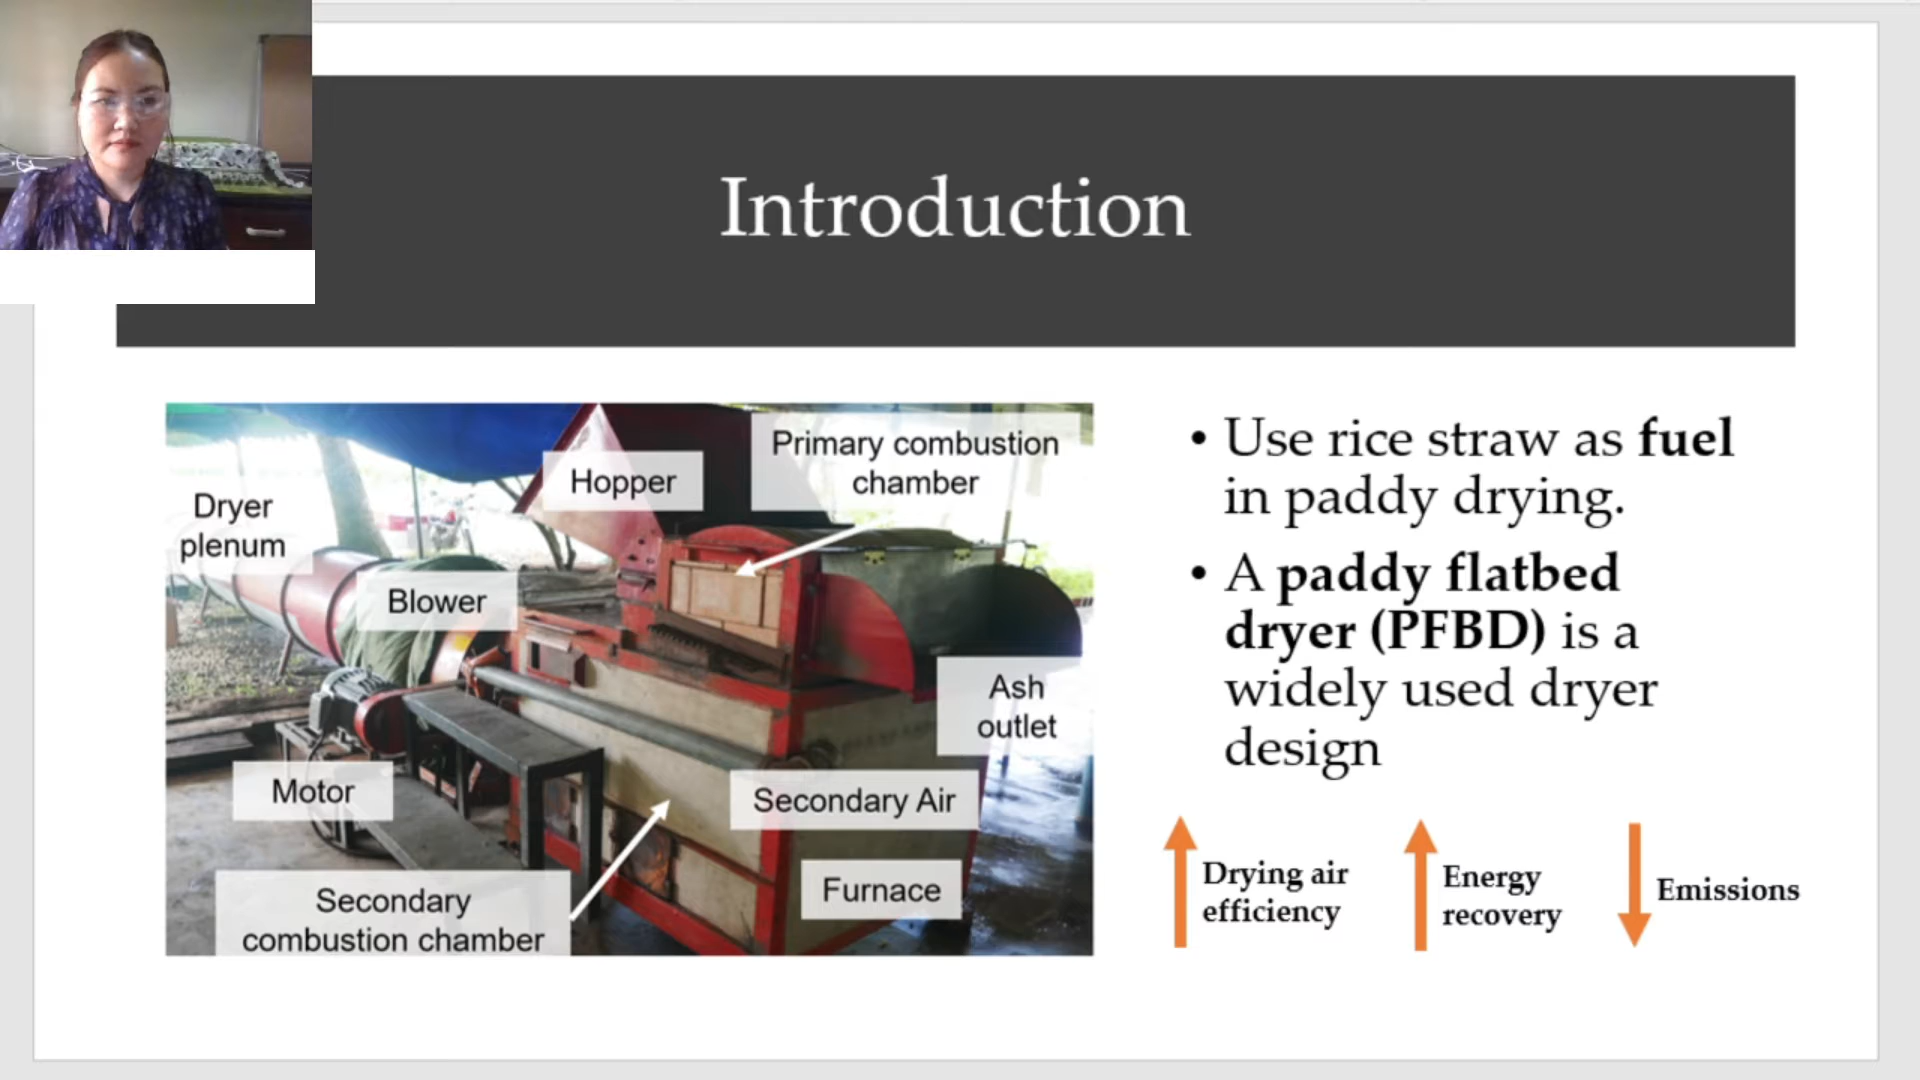 Introduction
Primary combustion
chamber
Hopper
Dryer
plenum
Blower
Ash
outlet
Motor
Secondary Air
Furnace
Secondary
combustion chamber
• Use rice straw as fuel
in paddy drying.
• A paddy flatbed
dryer (PFBD) is a
widely used dryer
design
Drying air
efficiency
Energy
recovery
Emissions